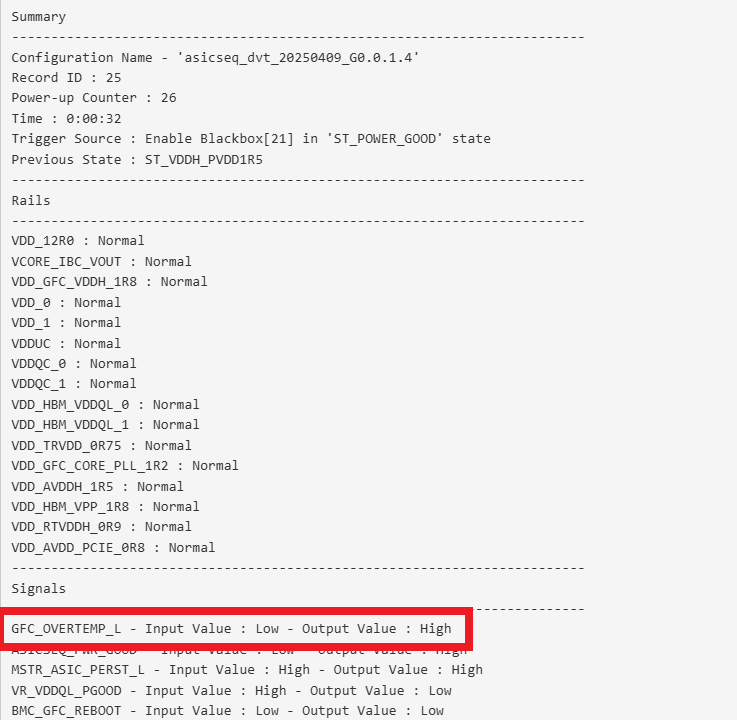 Summary
-------------------------------------------------------------------------
Configuration Name - 'asicseq_dvt_20250409_G0.0.1.4'
Record ID : 25
Power-up Counter : 26
Time : 0:00:32
Trigger Source : Enable Blackbox[21] in 'ST_POWER_GOOD' state
Previous State : ST_VDDH_PVDD1R5
-------------------------------------------------------------------------
Rails
-------------------------------------------------------------------------
VDD_12R0 : Normal
VCORE_IBC_VOUT : Normal
VDD_GFC_VDDH_1R8 : Normal
VDD_0 : Normal
VDD_1 : Normal
VDDUC : Normal
VDDQC_0 : Normal
VDDQC_1 : Normal
VDD_HBM_VDDQL_0 : Normal
VDD_HBM_VDDQL_1 : Normal
VDD_TRVDD_0R75 : Normal
VDD_GFC_CORE_PLL_1R2 : Normal
VDD_AVDDH_1R5 : Normal
VDD_HBM_VPP_1R8 : Normal
VDD_RTVDDH_0R9 : Normal
VDD_AVDD_PCIE_0R8 : Normal
-------------------------------------------------------------------------
Signals
--------------
GFC_OVERTEMP_L - Input Value : Low - Output Value : High
ASICSEQ_PWR_GOOD - Input Value : Low - Output Value : High
MSTR_ASIC_PERST_L - Input Value : High - Output Value : High
VR_VDDQL_PGOOD - Input Value : High - Output Value : Low
BMC_GFC_REBOOT - Input Value : Low - Output Value : Low